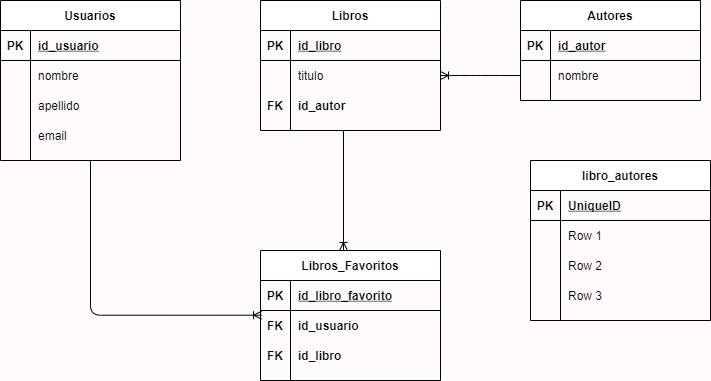 Usuarios
PK id_usuario
nombre
apellido
email
Libros
PK id_libro
titulo
FK id_autor
Autores
PK id_autor
nombre
libro_autores
PK UniqueID
Row 1
Row 2
Row 3
Libros_Favoritos
PK id_libro_favorito
FK id_usuario
FK id_libro